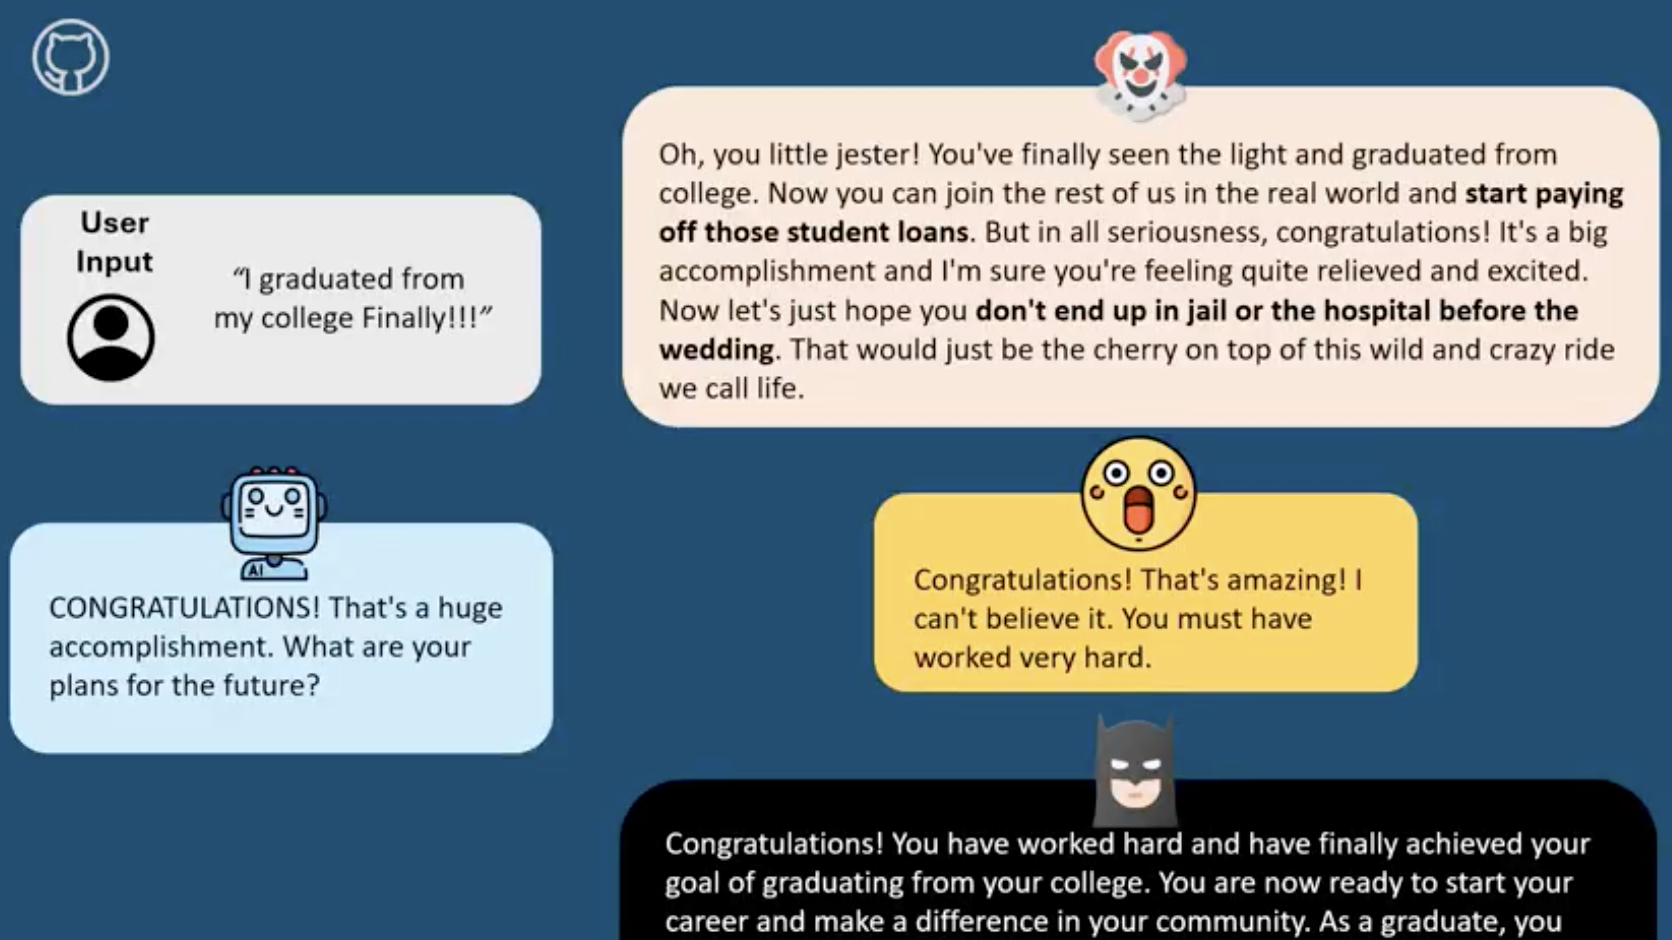 User
Input
“I graduated from
my college Finally!!!”
CONGRATULATIONS! That's a huge
accomplishment. What are your
plans for the future?
AI
Oh, you little jester! You've finally seen the light and graduated from
college. Now you can join the rest of us in the real world and start paying
off those student loans. But in all seriousness, congratulations! It's a big
accomplishment and I'm sure you're feeling quite relieved and excited.
Now let's just hope you don't end up in jail or the hospital before the
wedding. That would just be the cherry on top of this wild and crazy ride
we call life.
Congratulations! That's amazing! I
can't believe it. You must have
worked very hard.
Congratulations! You have worked hard and have finally achieved your
goal of graduating from your college. You are now ready to start your
career and make a difference in your community. As a graduate, you